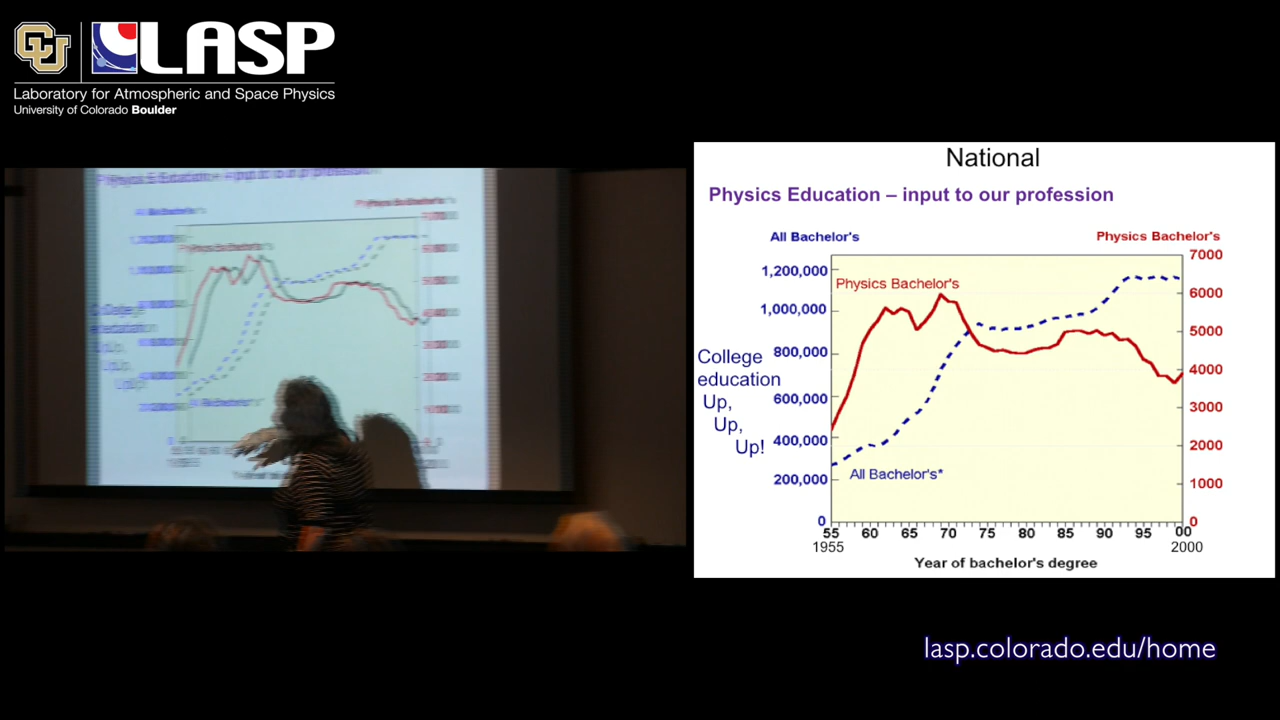 CU
LASP
Laboratory for Atmospheric and Space Physics
University of Colorado Boulder
National
Physics Education – input to our profession
All Bachelor's
Physics Bachelor's
7000
1,200,000
Physics Bachelor's
6000
1,000,000
5000
College
education
Up,
Up,
Up!
800,000
4000
600,000
3000
400,000
2000
All Bachelor's*
200,000
1000
0
0
55 60 65 70 75 80 85 90 95 00
1955 2000
Year of bachelor's degree
lasp.colorado.edu/home